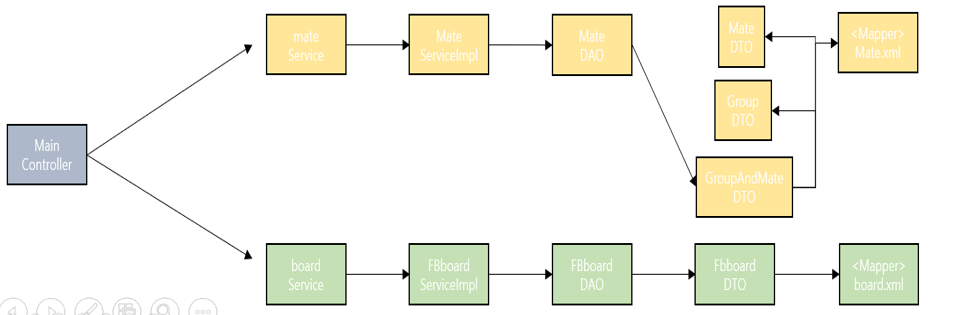 Main
Controller
mate
Service
Mate
ServiceImpl
Mate
DAO
Mate
DTO
Group
DTO
GroupAndMate
DTO
<Mapper>
Mate.xml
board
Service
FBboard
ServiceImpl
FBboard
DAO
Fbboard
DTO
<Mapper>
board.xml